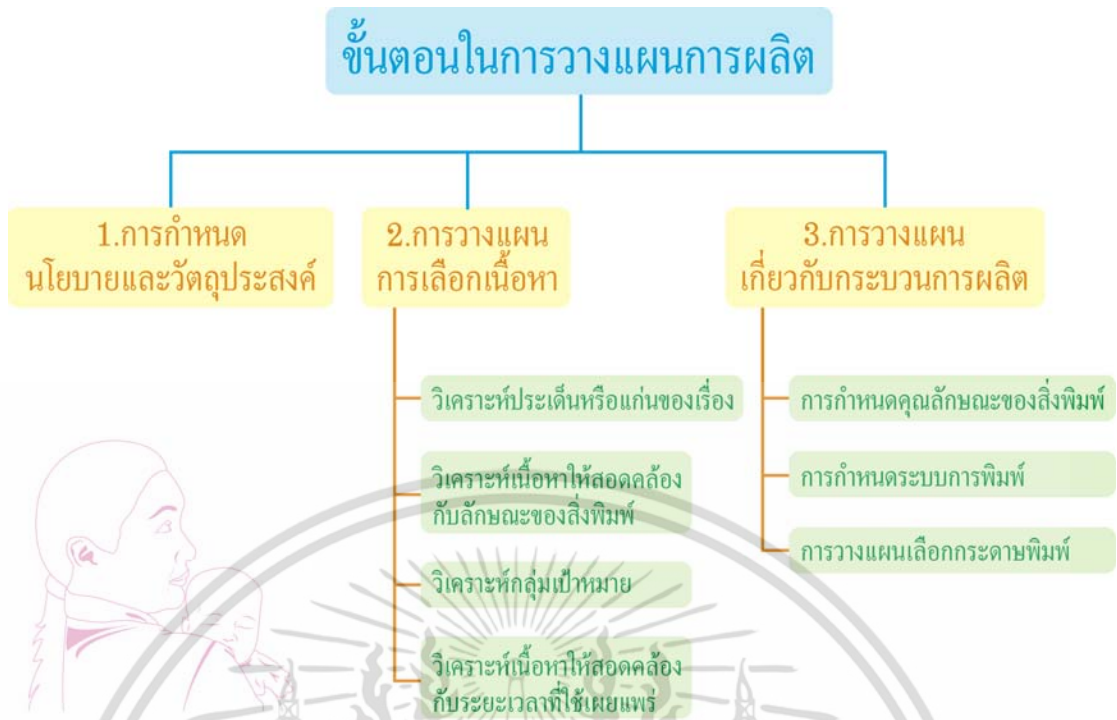 ขั้นตอนในการวางแผนการผลิต
1.การกำหนด
นโยบายและวัตถุประสงค์
2.การวางแผน
การเลือกเนื้อหา
วิเคราะห์ประเด็นหรือแก่นของเรื่อง
วิเคราะห์เนื้อหาให้สอดคล้อง
กับลักษณะของสิ่งพิมพ์
วิเคราะห์กลุ่มเป้าหมาย
วิเคราะห์เนื้อหาให้สอดคล้อง
กับระยะเวลาที่ใช้เผยแพร่
3.การวางแผน
เกี่ยวกับกระบวนการผลิต
การกำหนดคุณลักษณะของสิ่งพิมพ์
การกำหนดระบบการพิมพ์
การวางแผนเลือกกระดาษพิมพ์